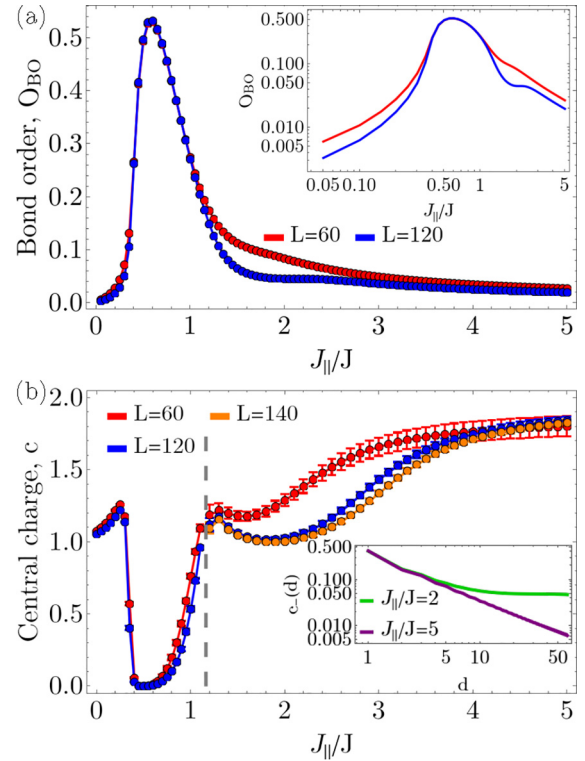 (a)
Bond order, O_BO
0.5
0.4
0.3
0.2
0.1
0.0
0 1 2 3 4 5
J_∥/J
L=60 L=120
O_BO
0.500
0.100
0.050
0.010
0.005
0.05 0.10 0.50 1 5
J_∥/J
(b)
Central charge, c
2.0
1.5
1.0
0.5
0.0
0 1 2 3 4 5
J_∥/J
L=60 L=140
L=120
c_-(d)
0.500
0.100
0.050
0.010
0.005
1 5 10 50
d
J_∥/J=2
J_∥/J=5